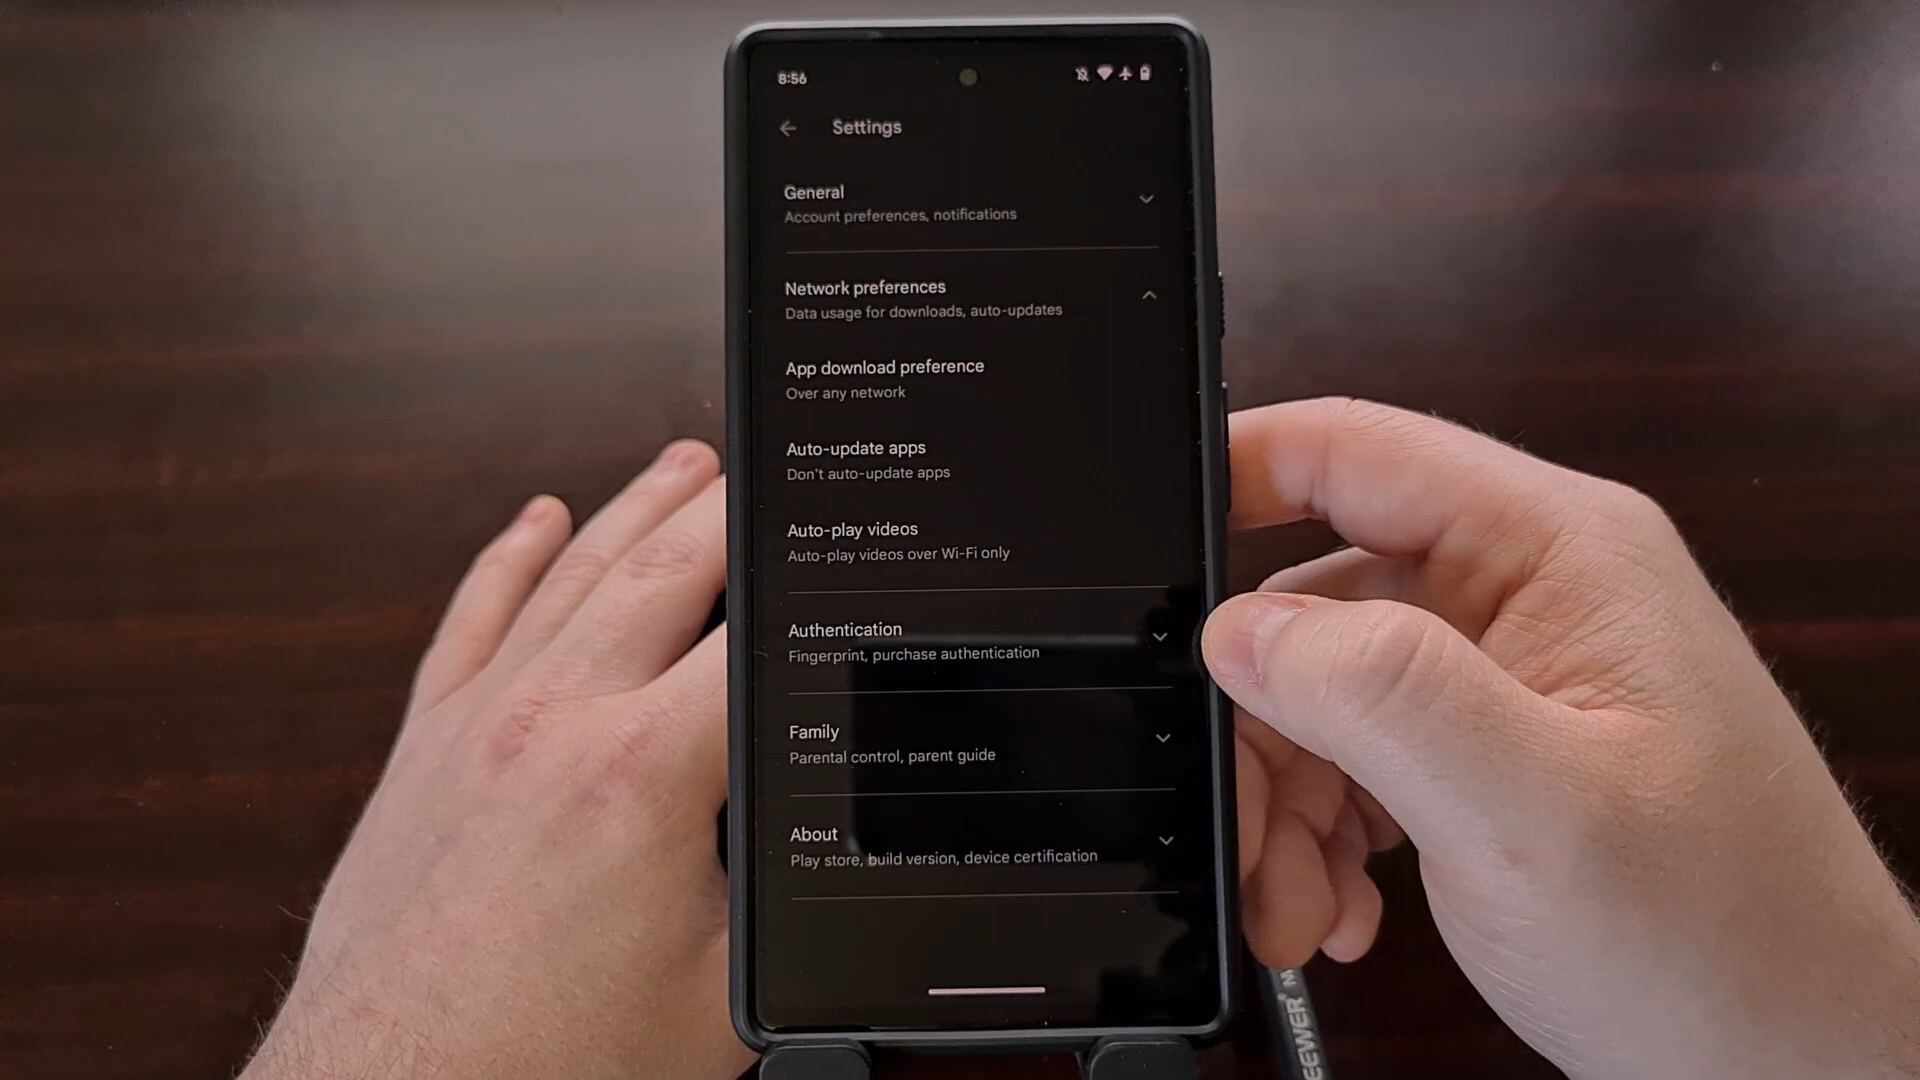 8:56
Settings
General
Account preferences, notifications
Network preferences
Data usage for downloads, auto-updates
App download preference
Over any network
Auto-update apps
Don't auto-update apps
Auto-play videos
Auto-play videos over Wi-Fi only
Authentication
Fingerprint, purchase authentication
Family
Parental control, parent guide
About
Play store, build version, device certification
EEWER®